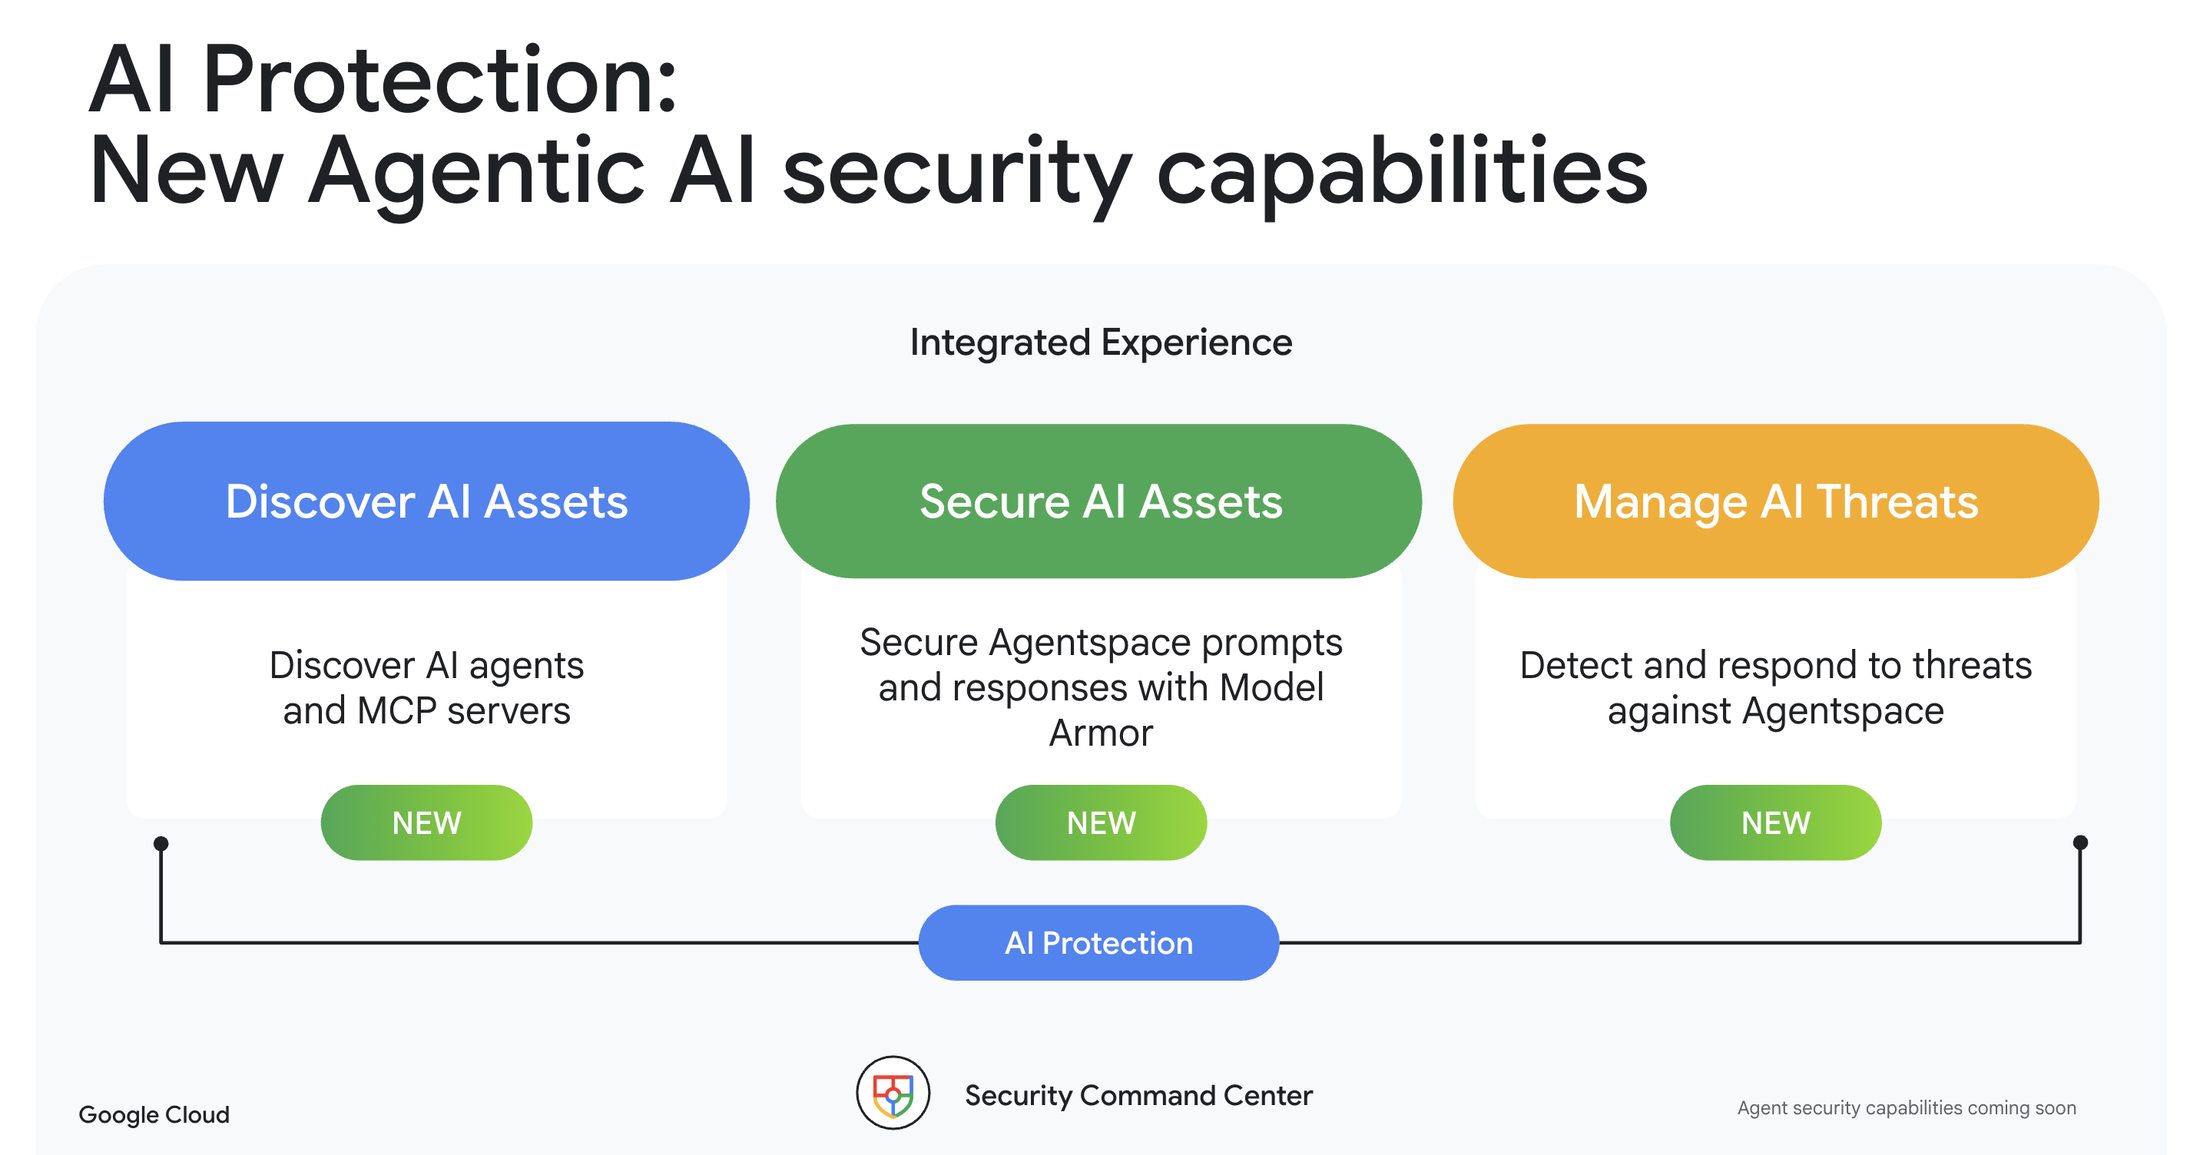 AI Protection:
New Agentic AI security capabilities
Integrated Experience
Discover AI Assets
Discover AI agents
and MCP servers
NEW
Secure AI Assets
Secure Agentspace prompts
and responses with Model
Armor
NEW
Manage AI Threats
Detect and respond to threats
against Agentspace
NEW
AI Protection
Security Command Center
Google Cloud
Agent security capabilities coming soon